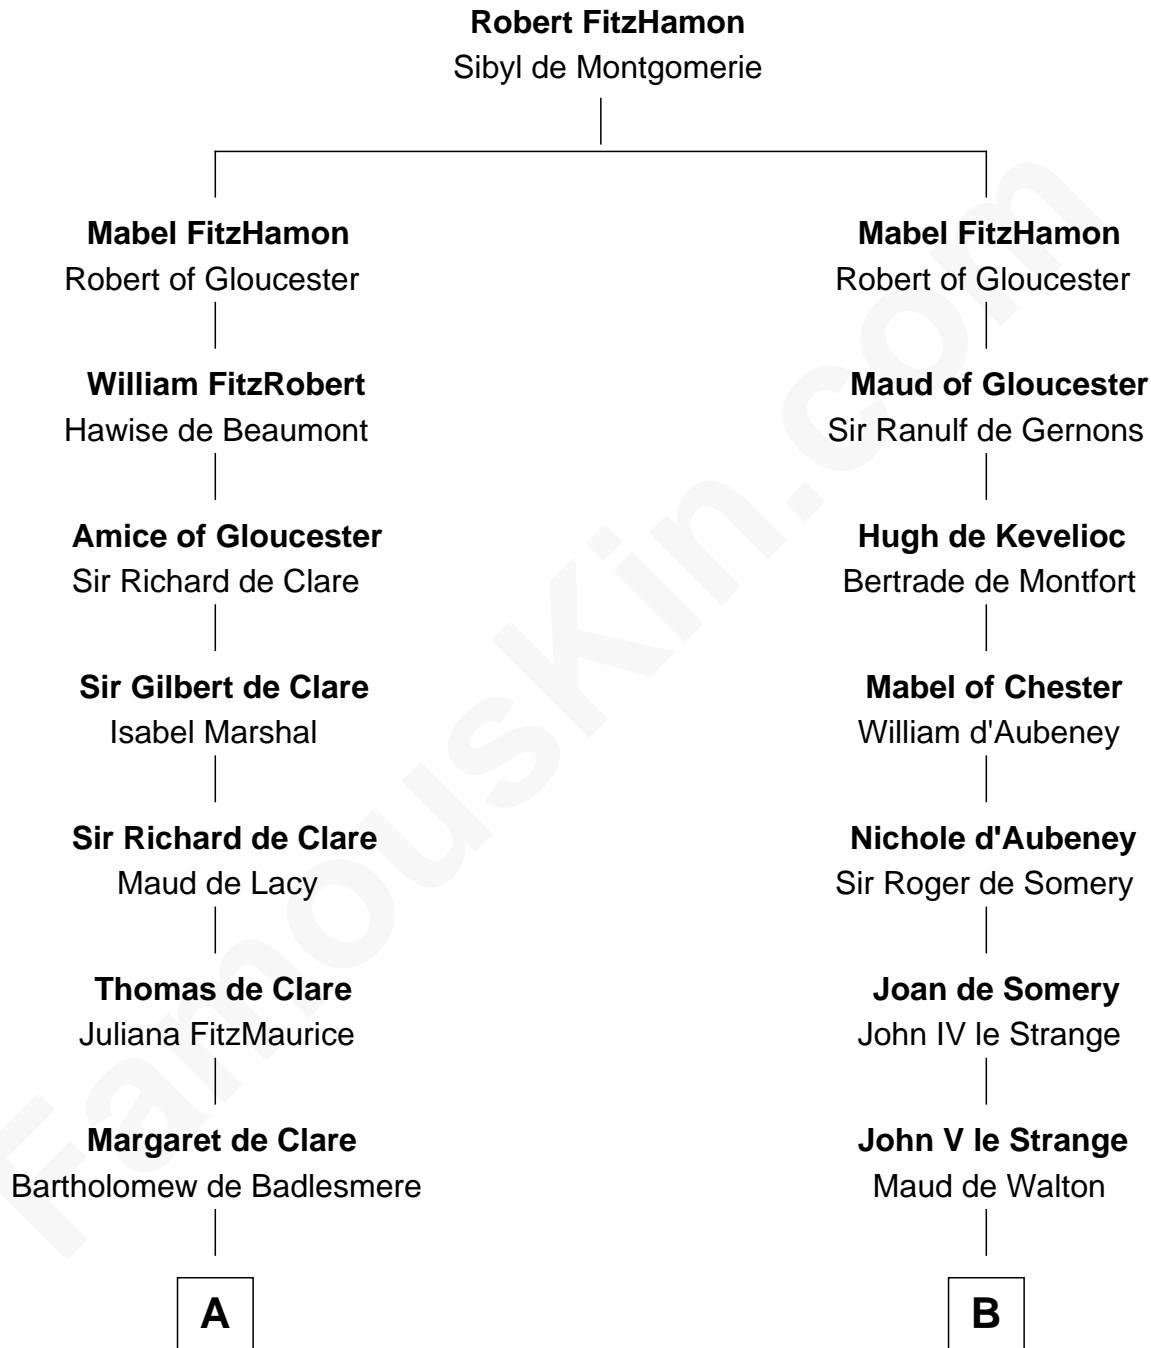 Robert FitzHamon
Sibyl de Montgomerie
Mabel FitzHamon
Robert of Gloucester
Mabel FitzHamon
Robert of Gloucester
William FitzRobert
Hawise de Beaumont
Maud of Gloucester
Sir Ranulf de Gernons
Amice of Gloucester
Sir Richard de Clare
Hugh de Kevelioc
Bertrade de Montfort
Sir Gilbert de Clare
Isabel Marshal
Mabel of Chester
William d'Aubeney
Sir Richard de Clare
Maud de Lacy
Nichole d'Aubeney
Sir Roger de Somery
Thomas de Clare
Juliana FitzMaurice
Joan de Somery
John IV le Strange
Margaret de Clare
Bartholomew de Badlesmere
John V le Strange
Maud de Walton
A
B
FamousKin.com